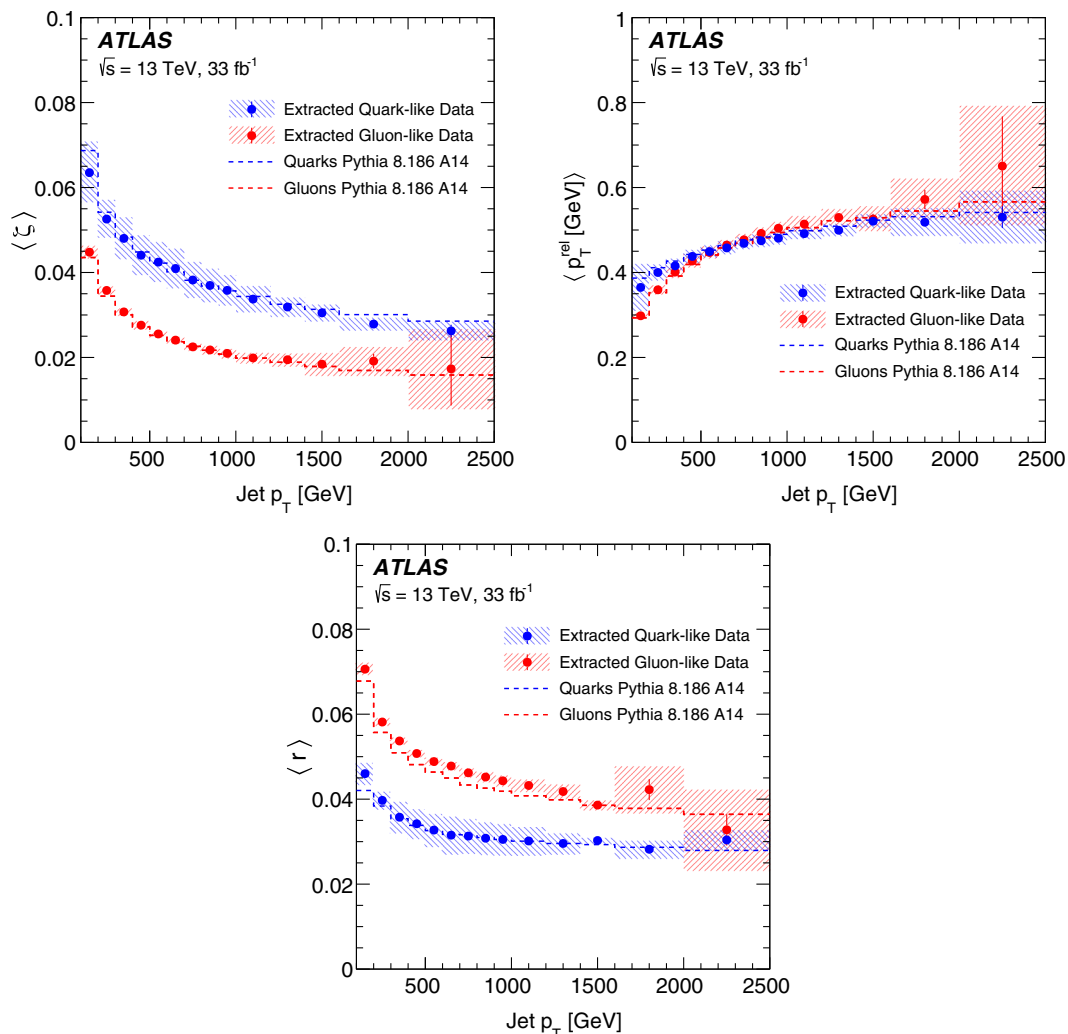 0.1
ATLAS
√s = 13 TeV, 33 fb-1
0.08
Extracted Quark-like Data
Extracted Gluon-like Data
Quarks Pythia 8.186 A14
Gluons Pythia 8.186 A14
0.06
⟨ ζ ⟩
0.04
0.02
0
500 1000 1500 2000 2500
Jet pT [GeV]
1
ATLAS
√s = 13 TeV, 33 fb-1
0.8
0.6
⟨ pTrel [GeV] ⟩
0.4
Extracted Quark-like Data
Extracted Gluon-like Data
Quarks Pythia 8.186 A14
Gluons Pythia 8.186 A14
0.2
0
500 1000 1500 2000 2500
Jet pT [GeV]
0.1
ATLAS
√s = 13 TeV, 33 fb-1
0.08
Extracted Quark-like Data
Extracted Gluon-like Data
Quarks Pythia 8.186 A14
Gluons Pythia 8.186 A14
0.06
⟨ r ⟩
0.04
0.02
0
500 1000 1500 2000 2500
Jet pT [GeV]